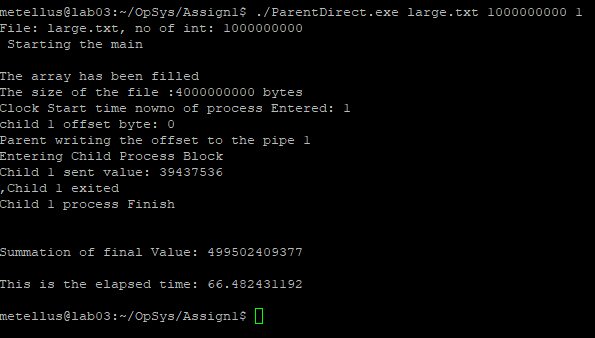 metellus@lab03:~/OpSys/Assign1$ ./ParentDirect.exe large.txt 1000000000 1
File: large.txt, no of int: 1000000000
 Starting the main
The array has been filled
The size of the file :4000000000 bytes
Clock Start time nowno of process Entered: 1
child 1 offset byte: 0
Parent writing the offset to the pipe 1
Entering Child Process Block
Child 1 sent value: 39437536
,Child 1 exited
Child 1 process Finish
Summation of final Value: 499502409377
This is the elapsed time: 66.482431192
metellus@lab03:~/OpSys/Assign1$